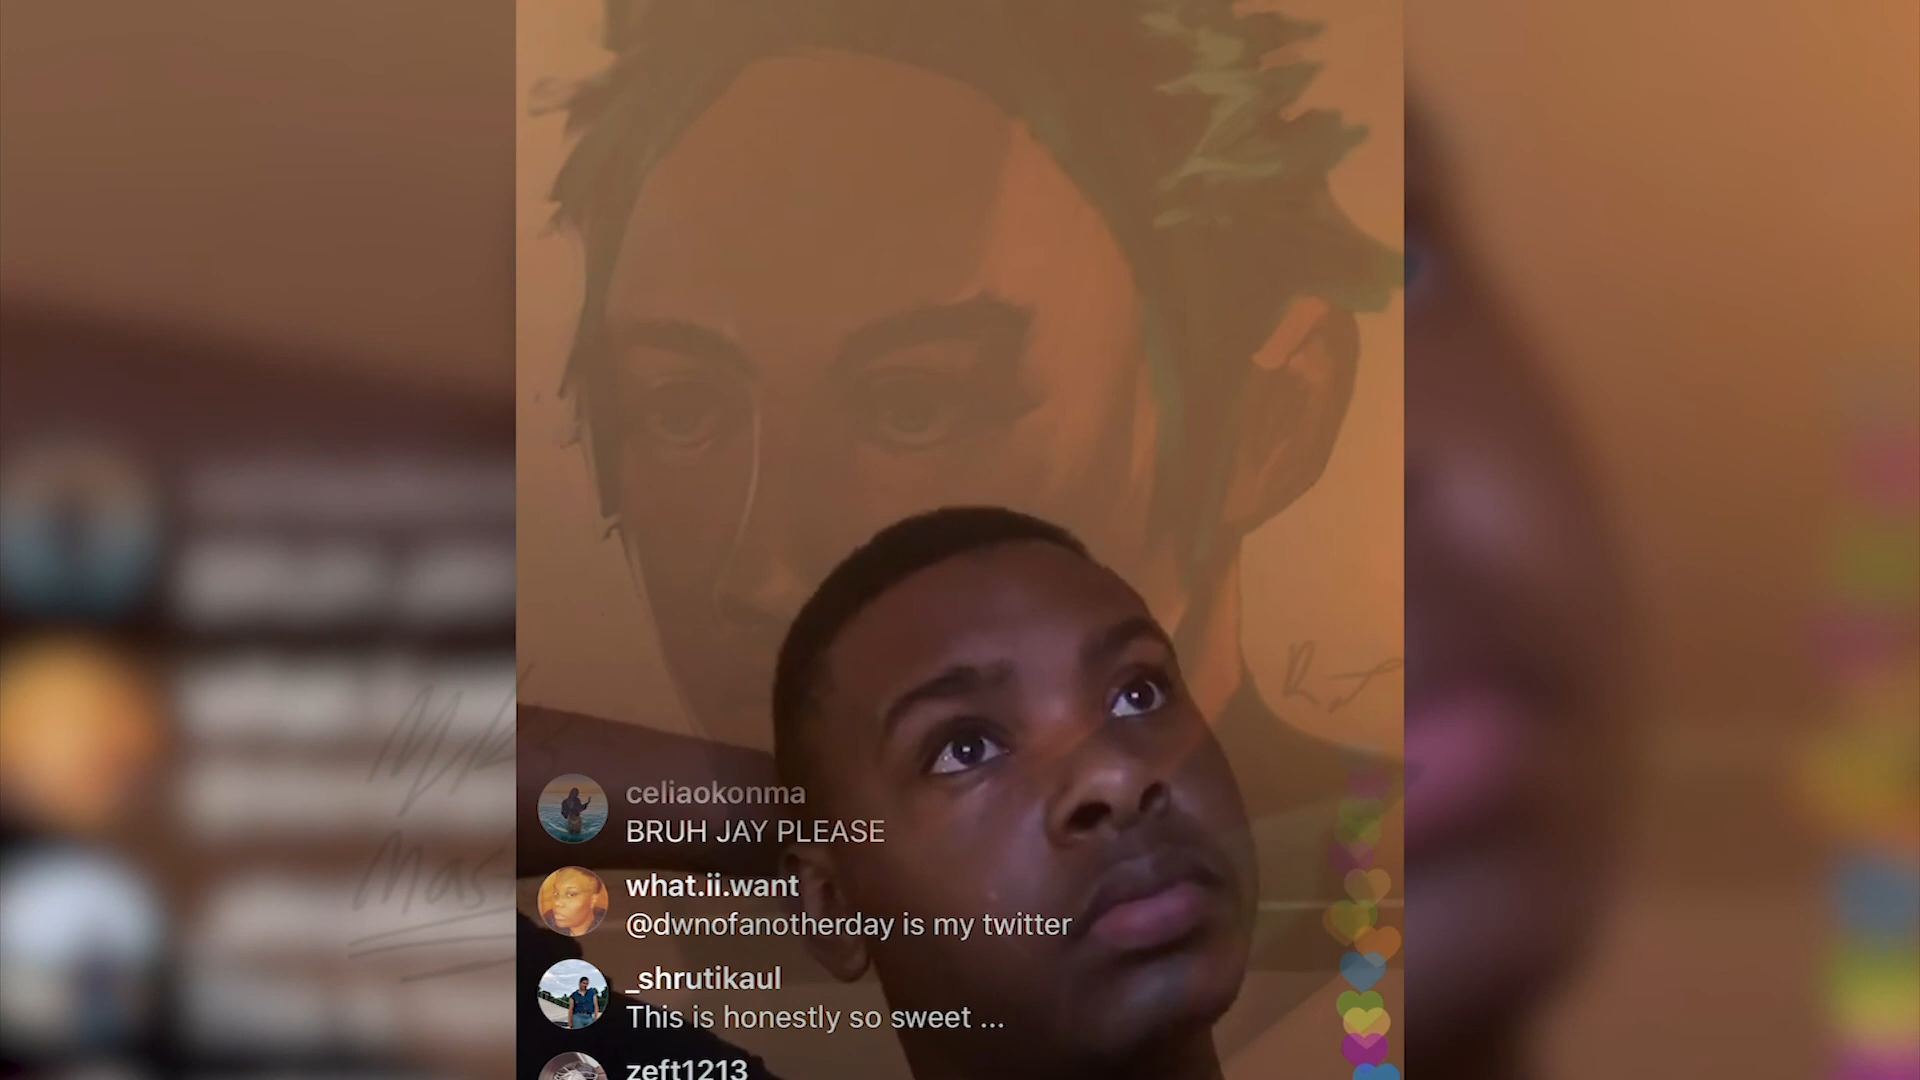 celiaokonma
BRUH JAY PLEASE
what.ii.want
@dwnofanotherday is my twitter
_shrutikaul
This is honestly so sweet ...
zeft1213